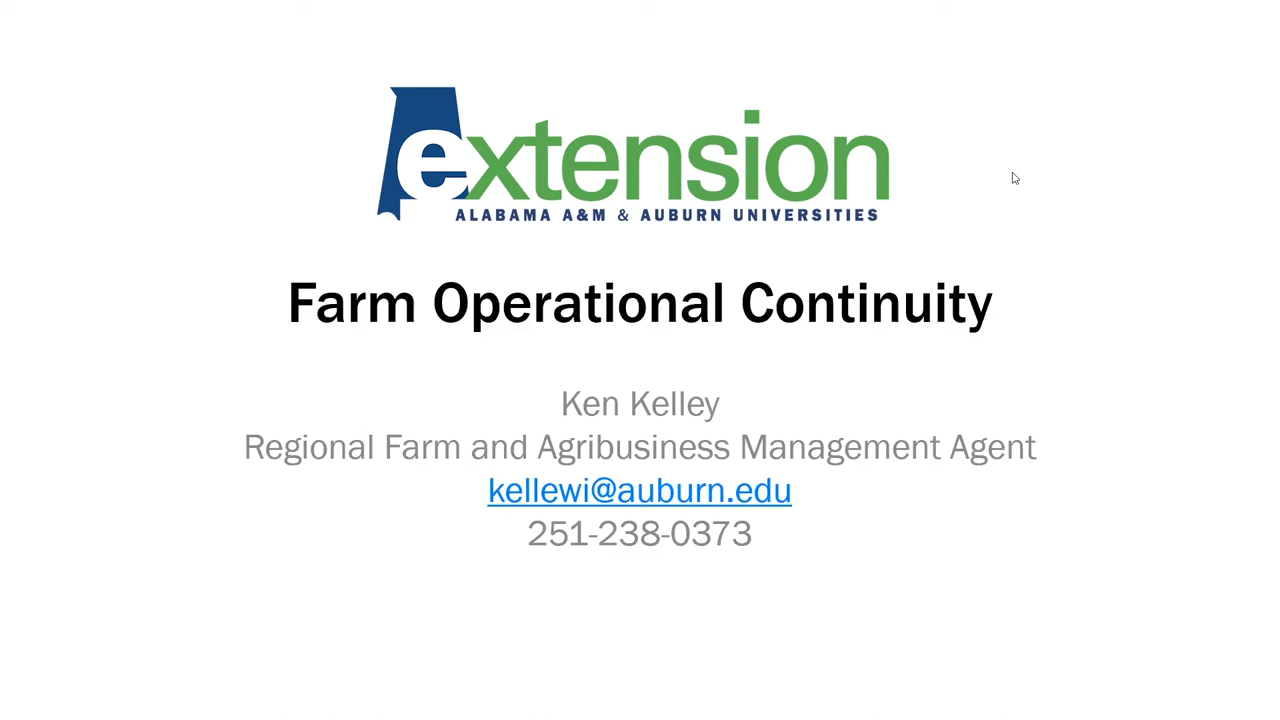 extension
ALABAMA A&M & AUBURN UNIVERSITIES
Farm Operational Continuity
Ken Kelley
Regional Farm and Agribusiness Management Agent
kellewi@auburn.edu
251-238-0373